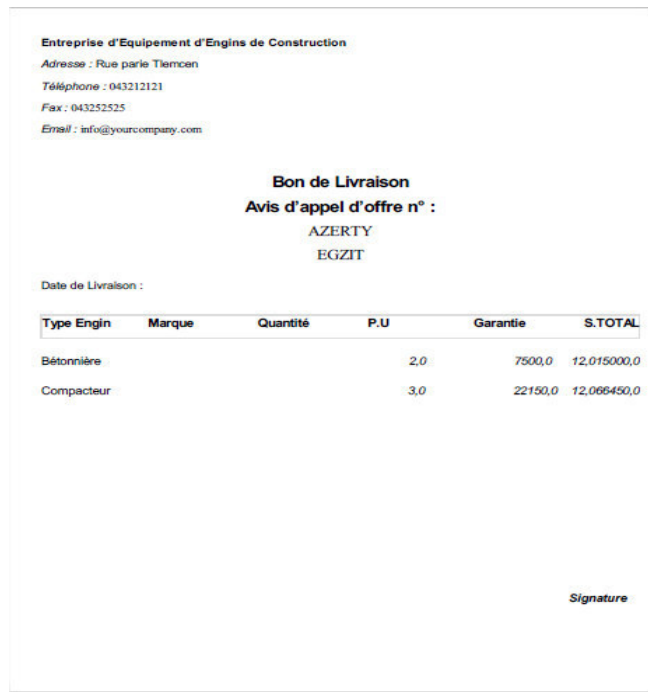 Entreprise d'Equipement d'Engins de Construction
Adresse : Rue parie Tlemcen
Téléphone : 043212121
Fax : 043252525
Email : info@yourcompany.com
Bon de Livraison
Avis d'appel d'offre n° :
AZERTY
EGZIT
Date de Livraison :
Type Engin Marque Quantité P.U Garantie S.TOTAL
Bétonnière 2,0 7500,0 12,015000,0
Compacteur 3,0 22150,0 12,066450,0
Signature